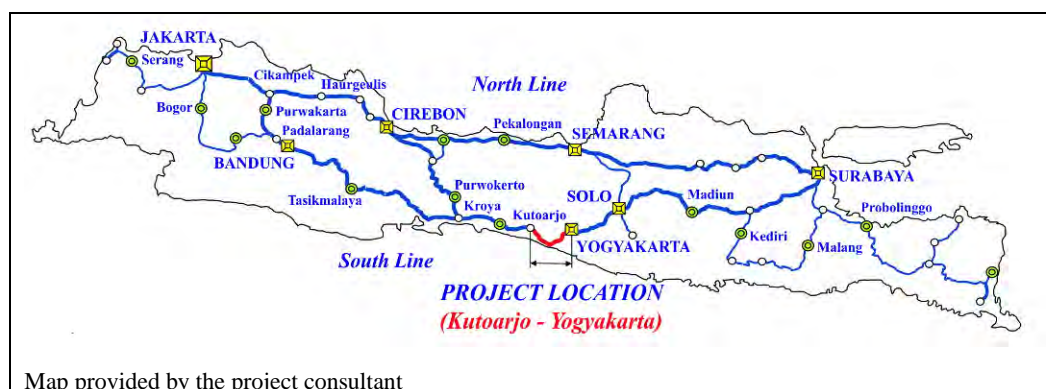 JAKARTA
Serang
Cikampek
Haurgeulis
North Line
Bogor
Purwakarta
CIREBON
Pekalongan
SEMARANG
Padalarang
BANDUNG
SURABAYA
Tasikmalaya
Purwokerto
Kroya
Kutoarjo
SOLO
Madiun
Probolinggo
YOGYAKARTA
Kediri
Malang
South Line
PROJECT LOCATION
(Kutoarjo - Yogyakarta)
Map provided by the project consultant